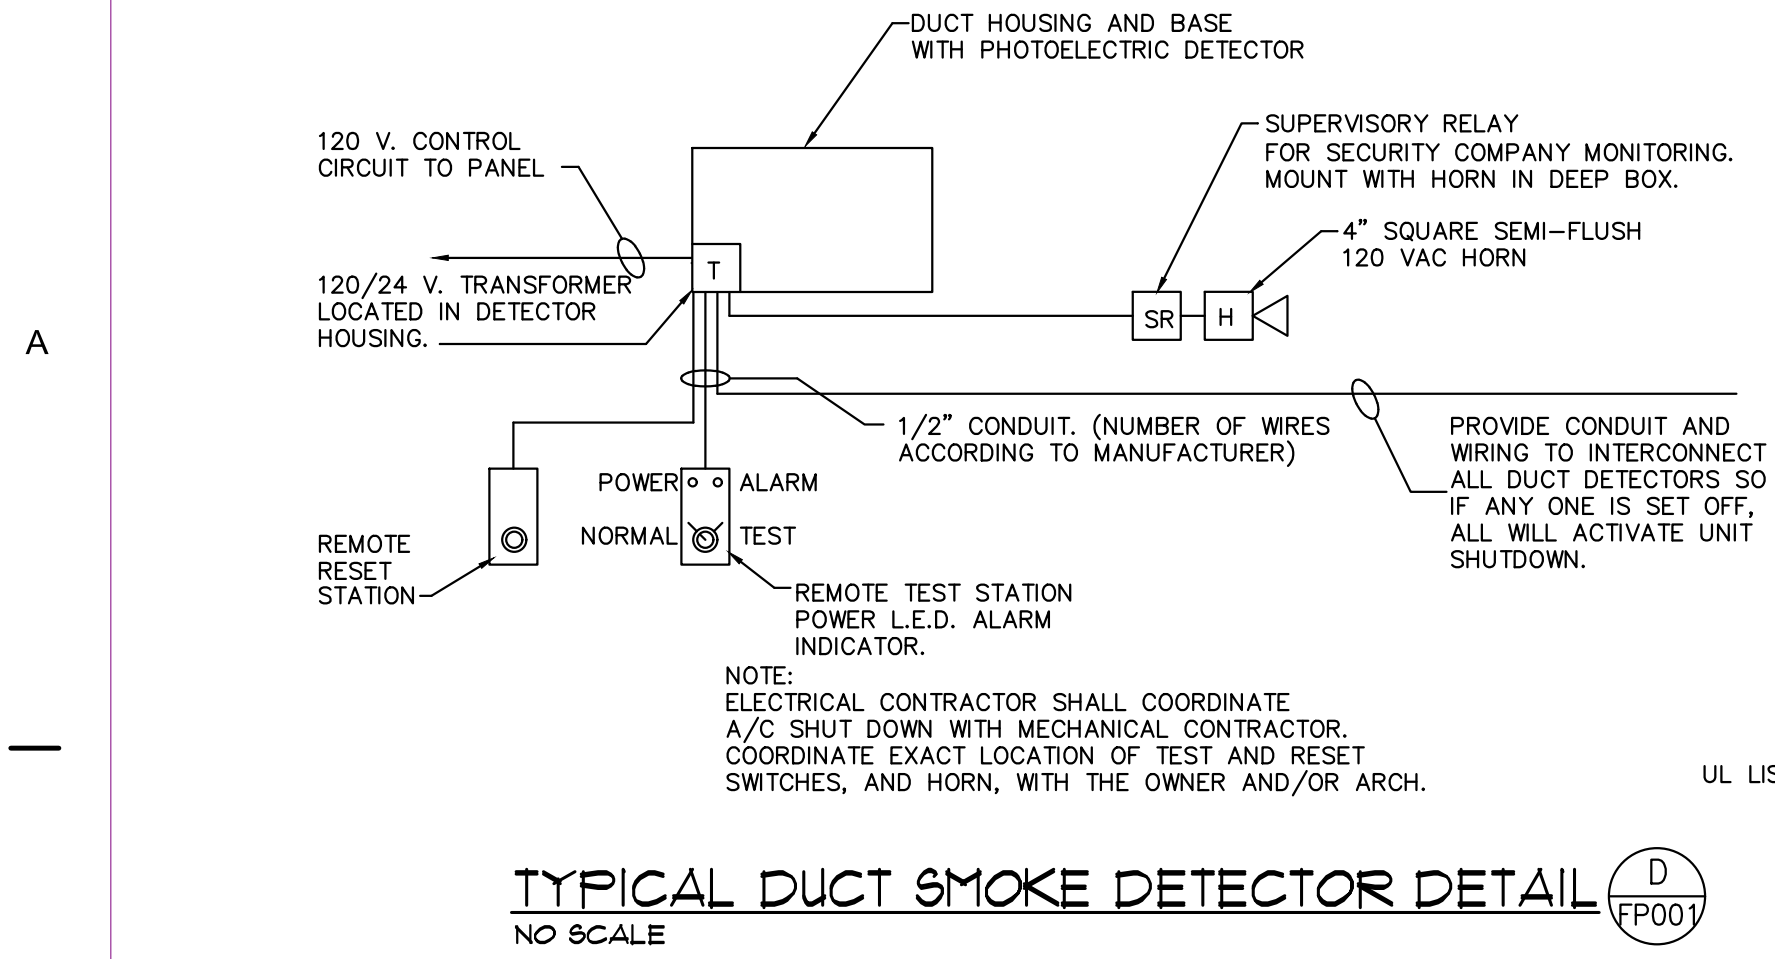 DUCT HOUSING AND BASE
WITH PHOTOELECTRIC DETECTOR
120 V. CONTROL
CIRCUIT TO PANEL
SUPERVISORY RELAY
FOR SECURITY COMPANY MONITORING.
MOUNT WITH HORN IN DEEP BOX.
4” SQUARE SEMI-FLUSH
120 VAC HORN
T
120/24 V. TRANSFORMER
LOCATED IN DETECTOR
HOUSING.
SR
H
A
1/2” CONDUIT. (NUMBER OF WIRES
ACCORDING TO MANUFACTURER)
PROVIDE CONDUIT AND
WIRING TO INTERCONNECT
ALL DUCT DETECTORS SO
IF ANY ONE IS SET OFF,
ALL WILL ACTIVATE UNIT
SHUTDOWN.
POWER ALARM
NORMAL TEST
REMOTE
RESET
STATION
REMOTE TEST STATION
POWER L.E.D. ALARM
INDICATOR.
NOTE:
ELECTRICAL CONTRACTOR SHALL COORDINATE
A/C SHUT DOWN WITH MECHANICAL CONTRACTOR.
COORDINATE EXACT LOCATION OF TEST AND RESET
SWITCHES, AND HORN, WITH THE OWNER AND/OR ARCH.
UL
TYPICAL DUCT SMOKE DETECTOR DETAIL
NO SCALE
D
FP001